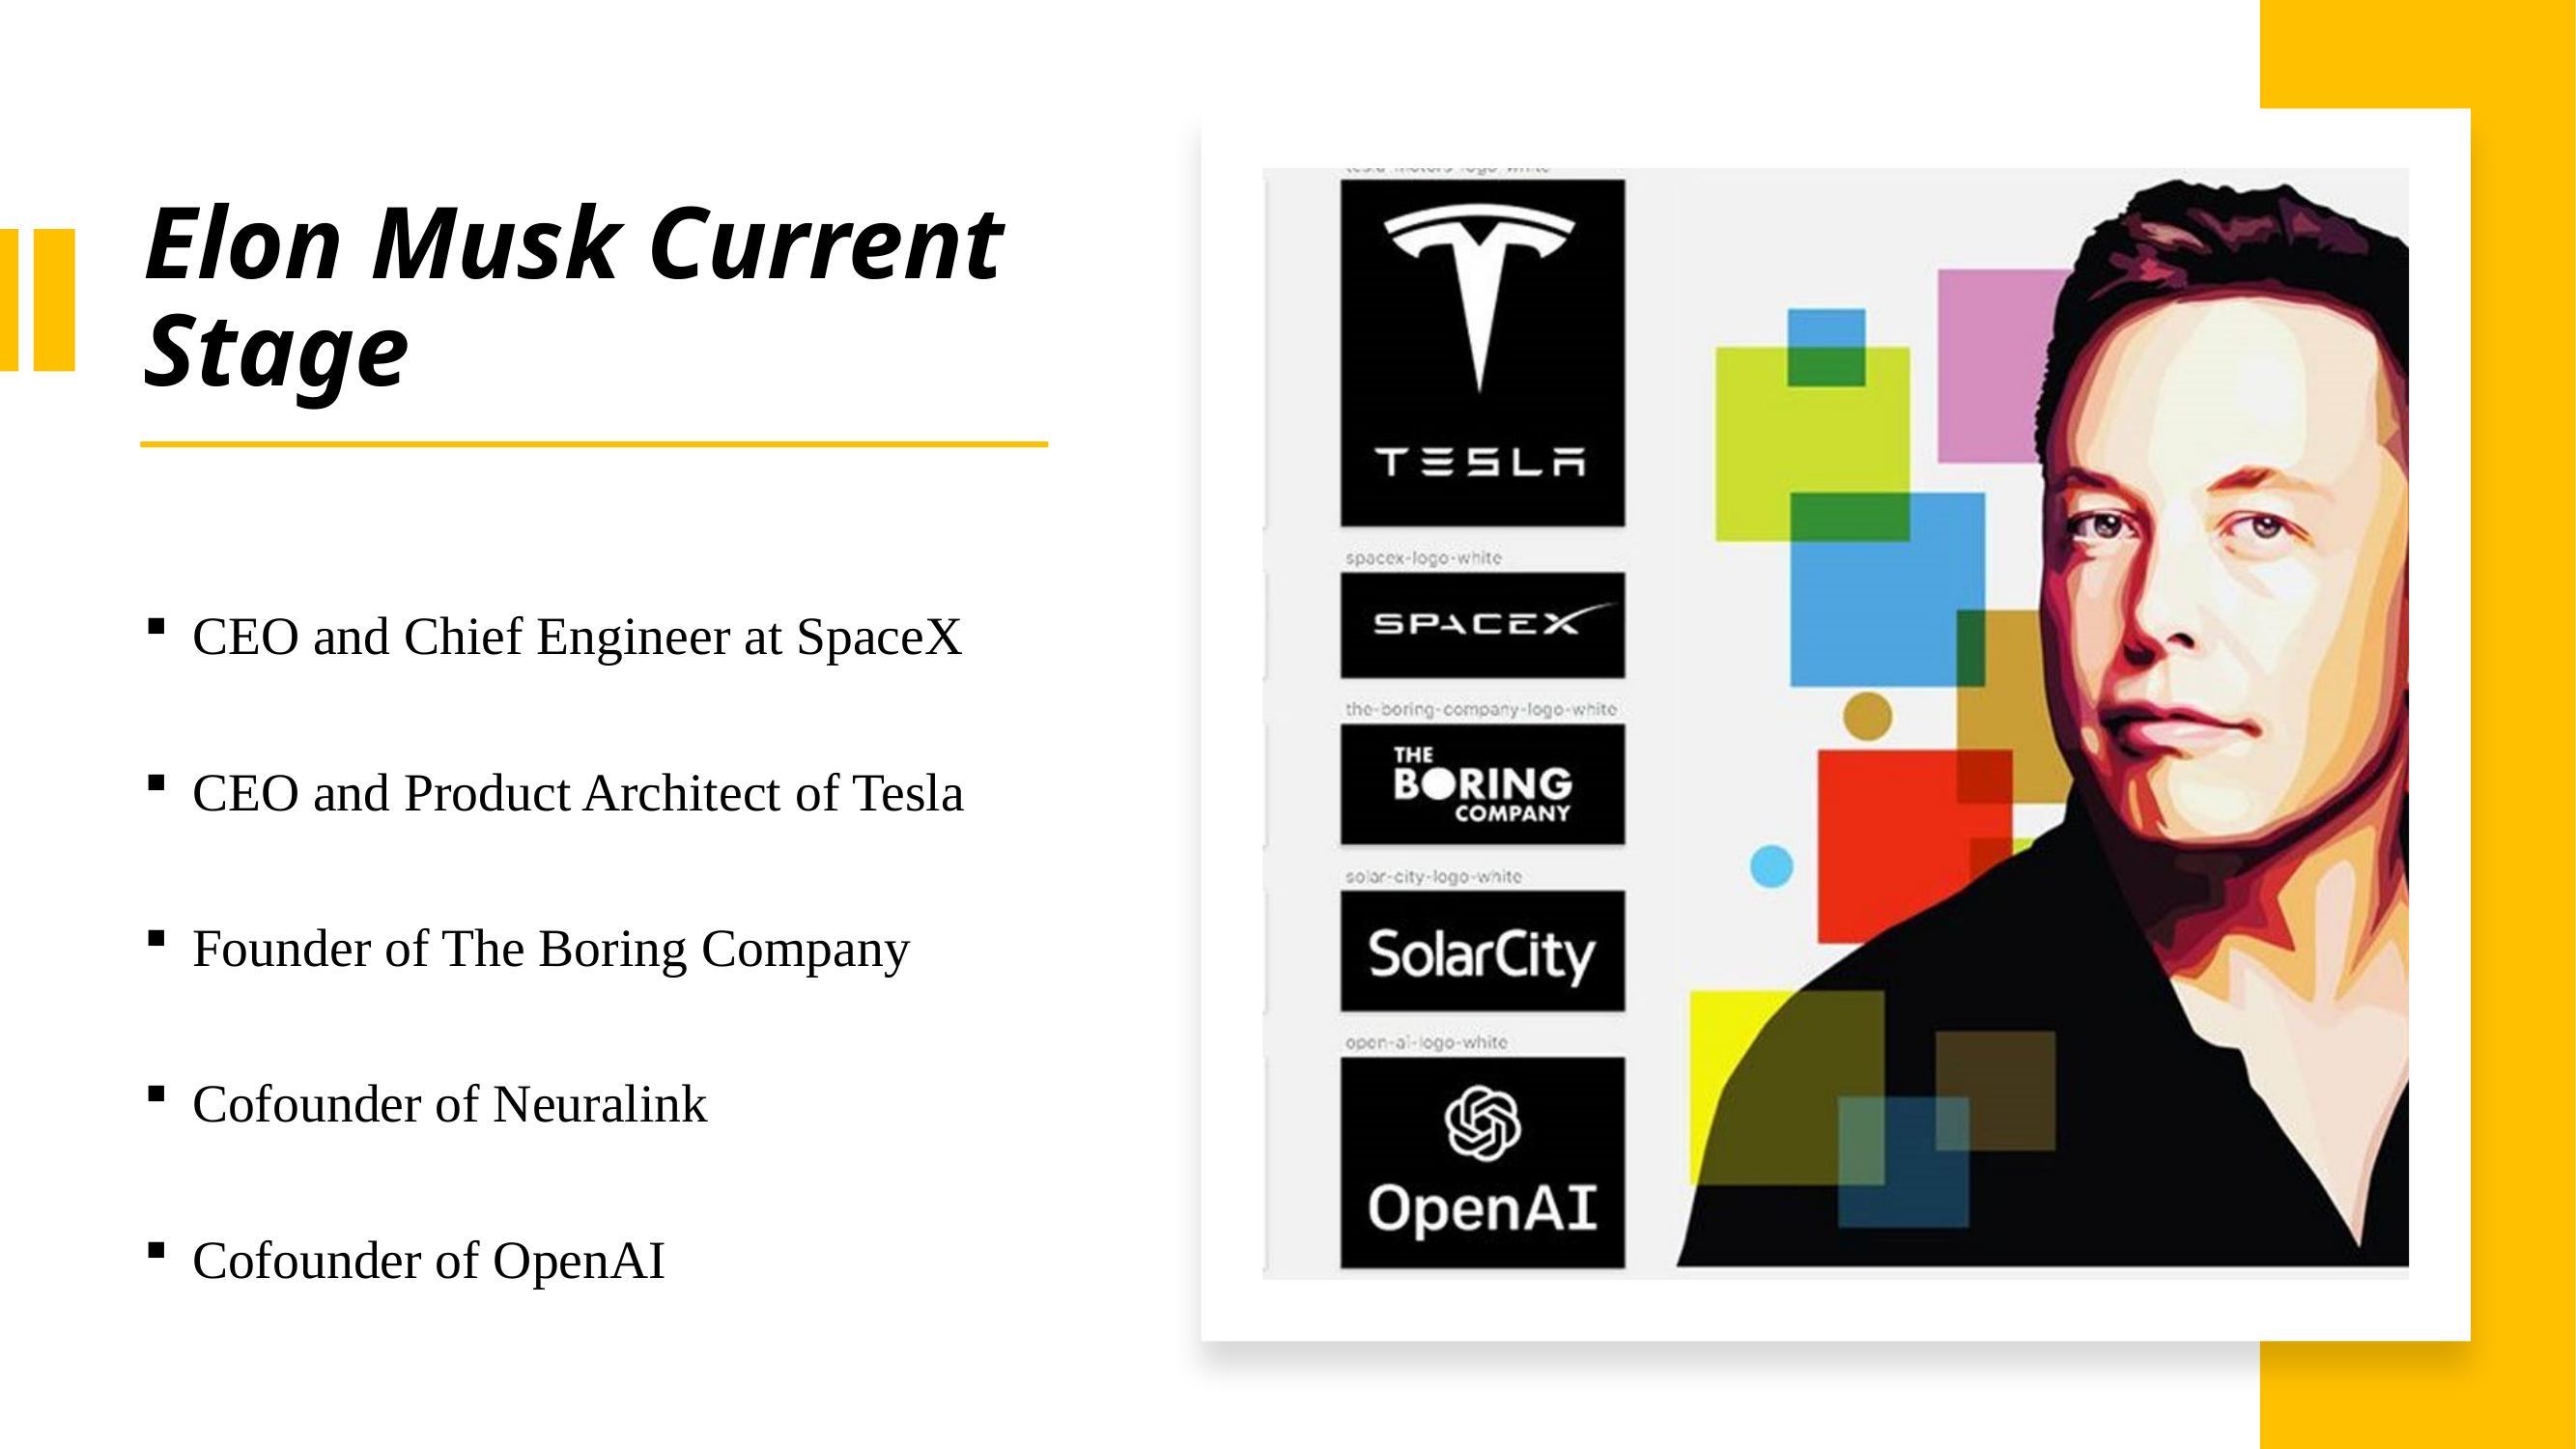 Elon Musk Current
Stage
▪ CEO and Chief Engineer at SpaceX
▪ CEO and Product Architect of Tesla
▪ Founder of The Boring Company
▪ Cofounder of Neuralink
▪ Cofounder of OpenAI
TESLA
spacex-logo-white
SPACEX
the-boring-company-logo-white
THE
BORING
COMPANY
solar-city-logo-white
SolarCity
open-ai-logo-white
OpenAI